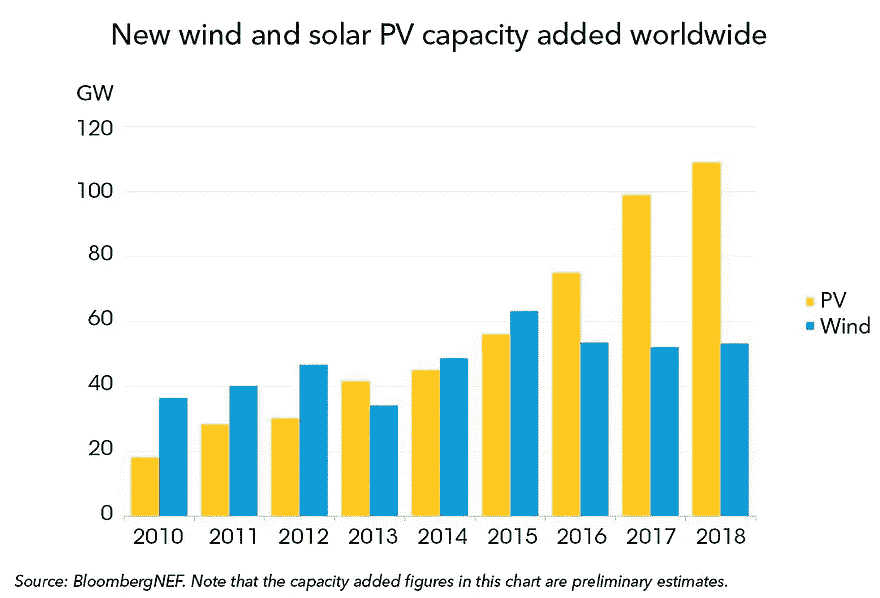 New wind and solar PV capacity added worldwide
GW
120
100
80
60
40
20
0
2010 2011 2012 2013 2014 2015 2016 2017 2018
PV
Wind
Source: BloombergNEF. Note that the capacity added figures in this chart are preliminary estimates.